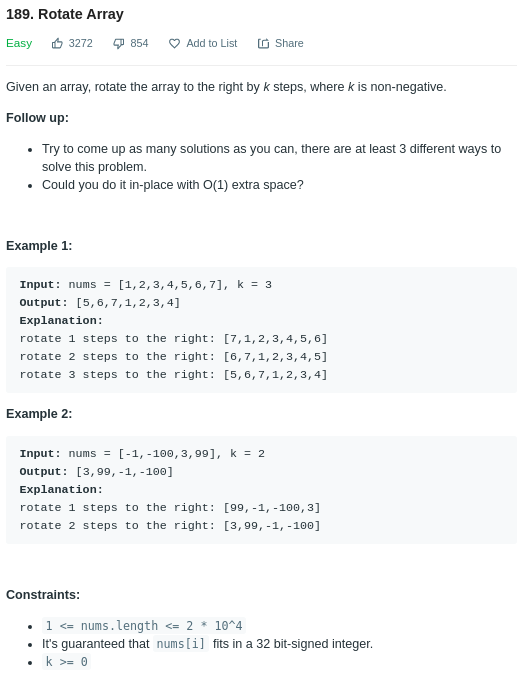 189. Rotate Array
Easy 3272 854 Add to List Share
Given an array, rotate the array to the right by k steps, where k is non-negative.
Follow up:
• Try to come up as many solutions as you can, there are at least 3 different ways to
solve this problem.
• Could you do it in-place with O(1) extra space?
Example 1:
Input: nums = [1,2,3,4,5,6,7], k = 3
Output: [5,6,7,1,2,3,4]
Explanation:
rotate 1 steps to the right: [7,1,2,3,4,5,6]
rotate 2 steps to the right: [6,7,1,2,3,4,5]
rotate 3 steps to the right: [5,6,7,1,2,3,4]
Example 2:
Input: nums = [-1,-100,3,99], k = 2
Output: [3,99,-1,-100]
Explanation:
rotate 1 steps to the right: [99,-1,-100,3]
rotate 2 steps to the right: [3,99,-1,-100]
Constraints:
• 1 <= nums.length <= 2 * 10^4
• It's guaranteed that nums[i] fits in a 32 bit-signed integer.
• k >= 0